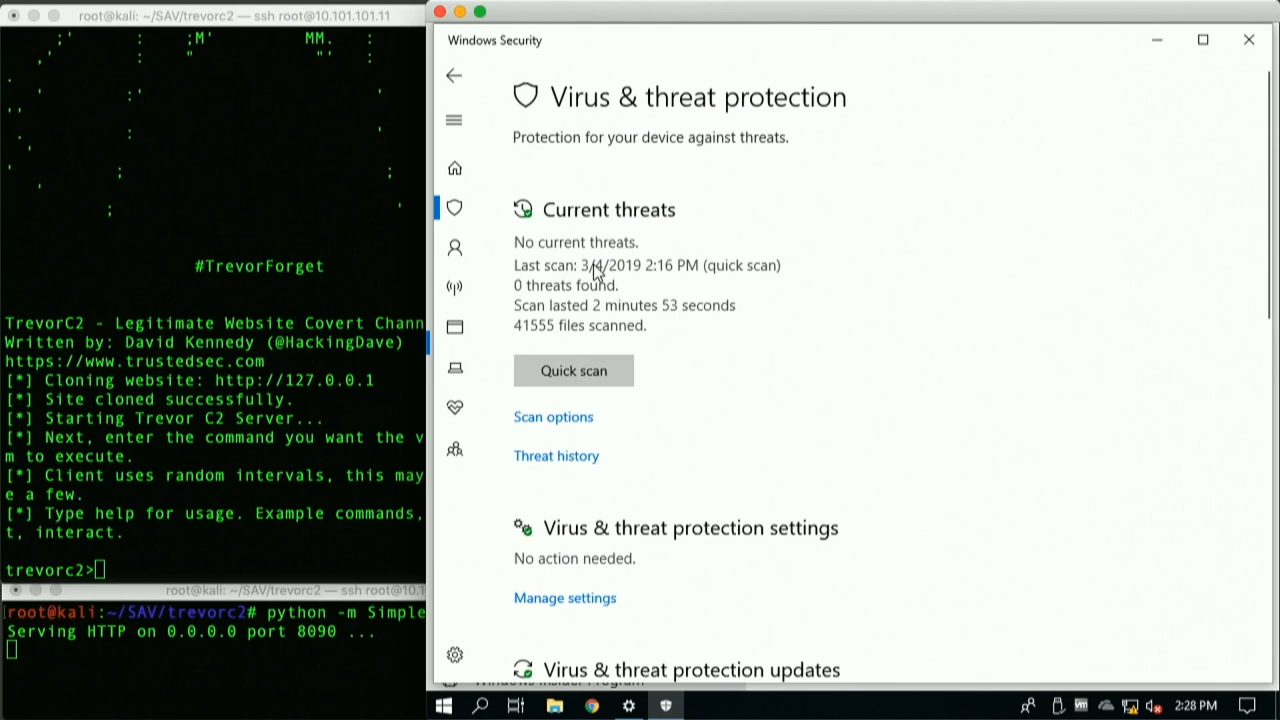 root@kali: ~/SAV/trevorc2 — ssh root@10.101.101.11
;' : ;M' MM. :
,' : " "' :
#TrevorForget
TrevorC2 - Legitimate Website Covert Chann
Written by: David Kennedy (@HackingDave)
https://www.trustedsec.com
[*] Cloning website: http://127.0.0.1
[*] Site cloned successfully.
[*] Starting Trevor C2 Server...
[*] Next, enter the command you want the v
m to execute.
[*] Client uses random intervals, this may
e a few.
[*] Type help for usage. Example commands,
t, interact.
trevorc2>
root@kali: ~/SAV/trevorc2 — ssh root@10.1
root@kali:~/SAV/trevorc2# python -m Simple
Serving HTTP on 0.0.0.0 port 8090 ...
Windows Security
Virus & threat protection
Protection for your device against threats.
Current threats
No current threats.
Last scan: 3/4/2019 2:16 PM (quick scan)
0 threats found.
Scan lasted 2 minutes 53 seconds
41555 files scanned.
Quick scan
Scan options
Threat history
Virus & threat protection settings
No action needed.
Manage settings
Virus & threat protection updates
Windows Insider Program
2:28 PM